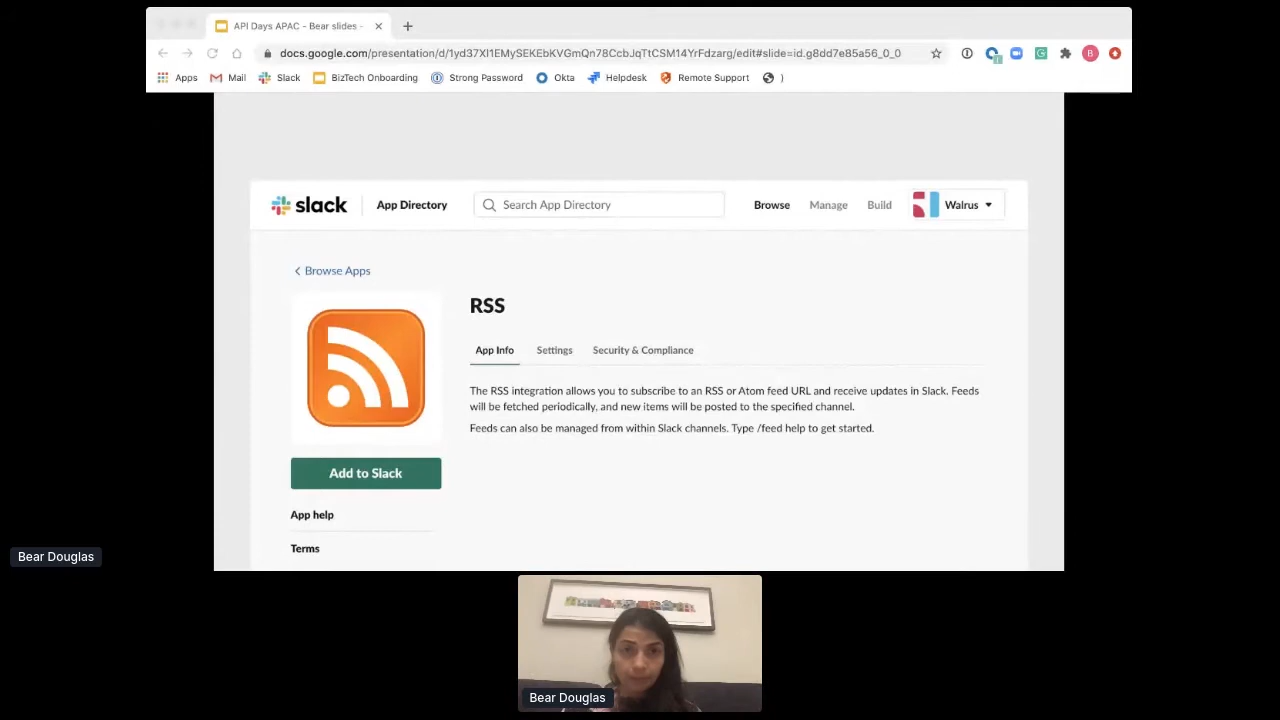 API Days APAC - Bear slides -
docs.google.com/presentation/d/1yd37Xl1EMySEKEbKVGmQn78CcbJqTtCSM14YrFdzarg/edit#slide=id.g8dd7e85a56_0_0
B
Apps Mail Slack BizTech Onboarding Strong Password Okta Helpdesk Remote Support )
slack App Directory Search App Directory Browse Manage Build Walrus
Browse Apps
RSS
App Info Settings Security & Compliance
The RSS integration allows you to subscribe to an RSS or Atom feed URL and receive updates in Slack. Feeds
will be fetched periodically, and new items will be posted to the specified channel.
Feeds can also be managed from within Slack channels. Type /feed help to get started.
Add to Slack
App help
Terms
Bear Douglas
Bear Douglas